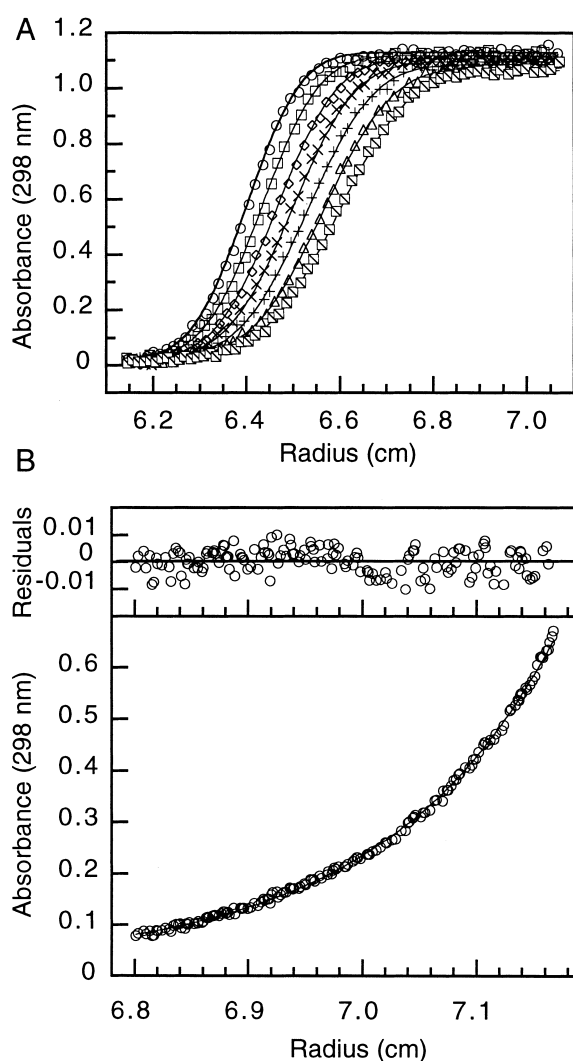 A
Absorbance (298 nm)
1.2
1.0
0.8
0.6
0.4
0.2
0
6.2 6.4 6.6 6.8 7.0
Radius (cm)
B
Residuals
0.01
0
-0.01
Absorbance (298 nm)
0.6
0.5
0.4
0.3
0.2
0.1
0
6.8 6.9 7.0 7.1
Radius (cm)